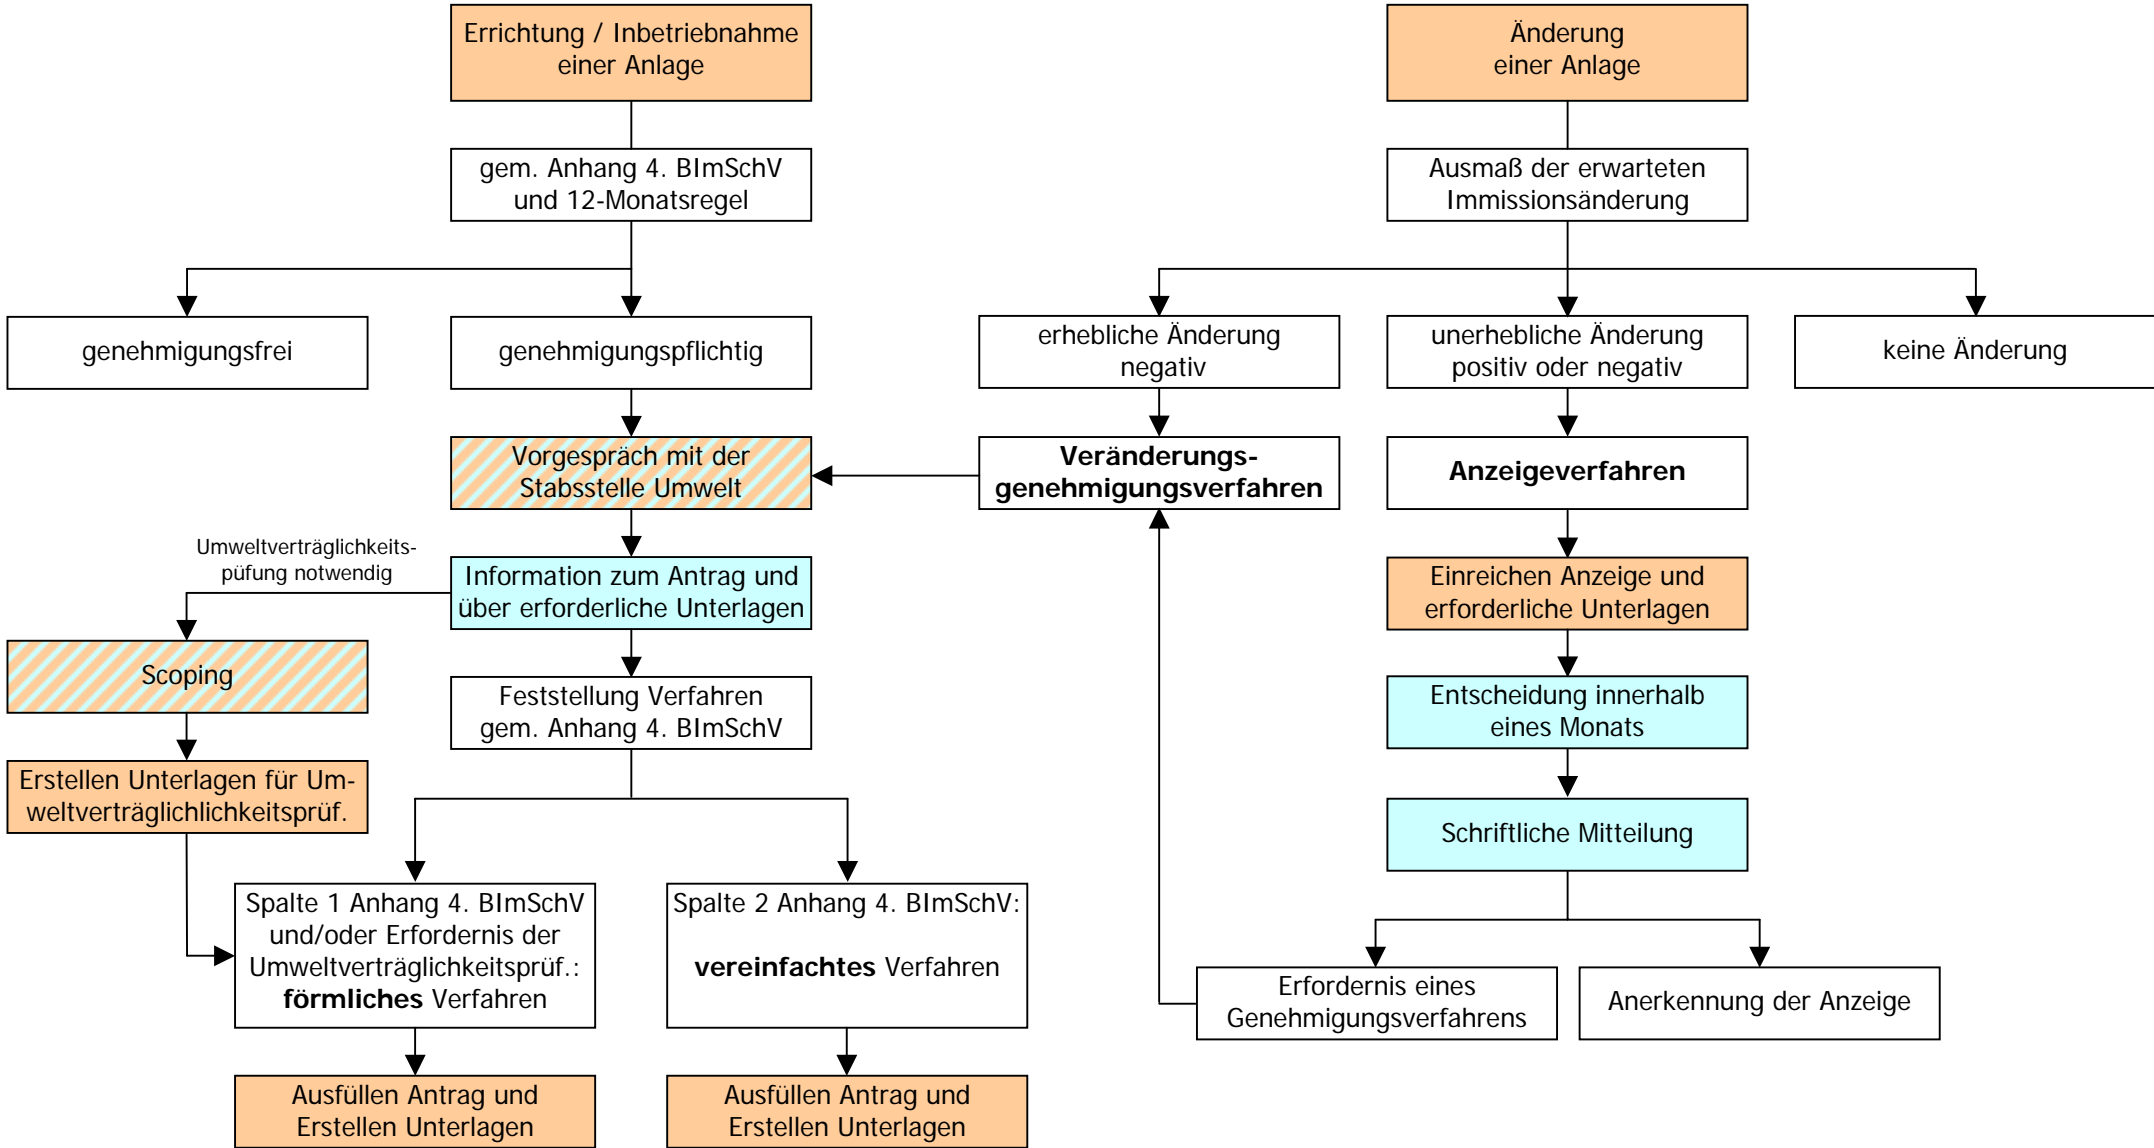 Errichtung / Inbetriebnahme
einer Anlage
Änderung
einer Anlage
gem. Anhang 4. BImSchV
und 12-Monatsregel
Ausmaß der erwarteten
Immissionsänderung
genehmigungsfrei
genehmigungspflichtig
erhebliche Änderung
negativ
unerhebliche Änderung
positiv oder negativ
keine Änderung
Vorgespräch mit der
Stabsstelle Umwelt
Veränderungs-
genehmigungsverfahren
Anzeigeverfahren
Umweltverträglichkeits-
püfung notwendig
Information zum Antrag und
über erforderliche Unterlagen
Einreichen Anzeige und
erforderliche Unterlagen
Scoping
Feststellung Verfahren
gem. Anhang 4. BImSchV
Entscheidung innerhalb
eines Monats
Erstellen Unterlagen für Um-
weltverträglichlichkeitsprüf.
Schriftliche Mitteilung
Spalte 1 Anhang 4. BImSchV
und/oder Erfordernis der
Umweltverträglichkeitsprüf.:
förmliches Verfahren
Spalte 2 Anhang 4. BImSchV:
vereinfachtes Verfahren
Erfordernis eines
Genehmigungsverfahrens
Anerkennung der Anzeige
Ausfüllen Antrag und
Erstellen Unterlagen
Ausfüllen Antrag und
Erstellen Unterlagen